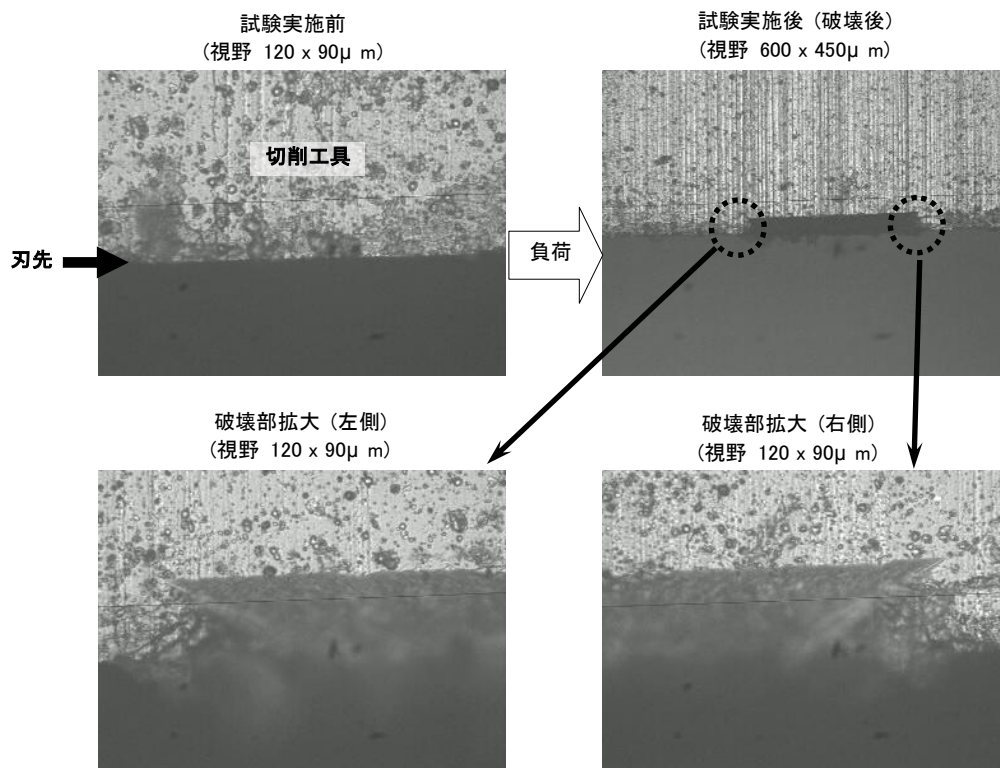 試験実施前
(視野 120 x 90μ m)
試験実施後 (破壊後)
(視野 600 x 450μ m)
切削工具
刃先
負荷
破壊部拡大 (左側)
(視野 120 x 90μ m)
破壊部拡大 (右側)
(視野 120 x 90μ m)